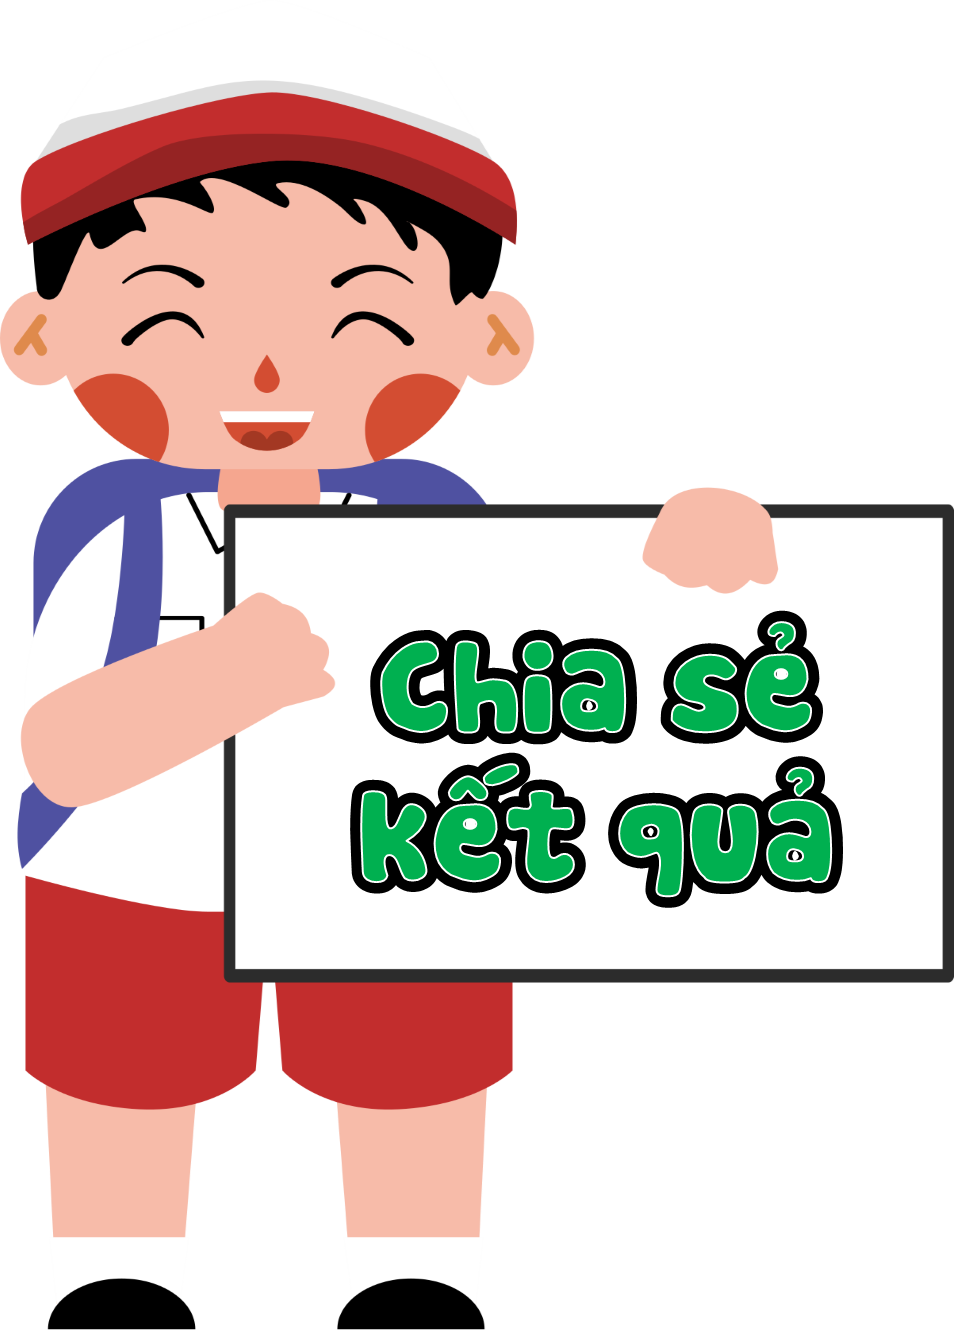 Chia sẻ
kết quả